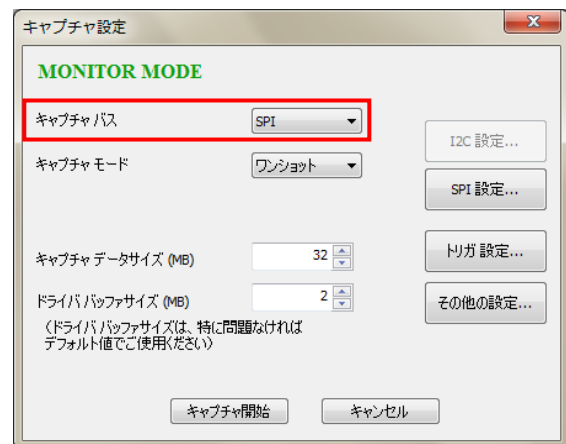 キャプチャ設定
MONITOR MODE
キャプチャ バス SPI
I2C 設定...
キャプチャ モード ワンショット
SPI 設定...
キャプチャ データサイズ (MB) 32
トリガ 設定...
ドライバ バッファサイズ (MB) 2
その他の設定...
(ドライバ バッファサイズは、特に問題なければ
デフォルト値でご使用ください)
キャプチャ開始 キャンセル